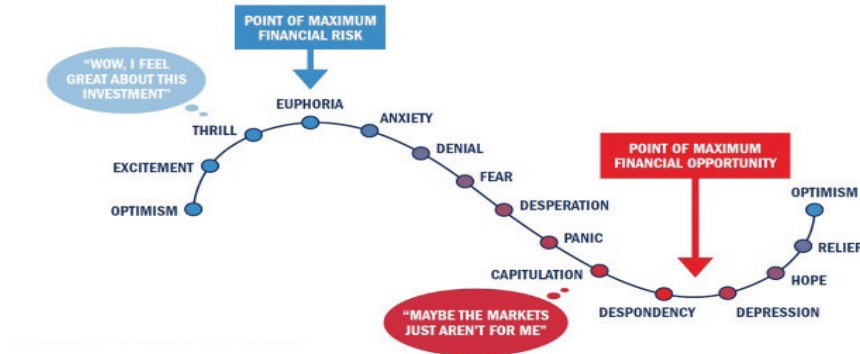 POINT OF MAXIMUM
FINANCIAL RISK
“WOW, I FEEL
GREAT ABOUT THIS
INVESTMENT”
EUPHORIA
THRILL
ANXIETY
EXCITEMENT
DENIAL
OPTIMISM
FEAR
DESPERATION
PANIC
CAPITULATION
“MAYBE THE MARKETS
JUST AREN’T FOR ME”
POINT OF MAXIMUM
FINANCIAL OPPORTUNITY
DESPONDENCY
DEPRESSION
HOPE
RELIEF
OPTIMISM